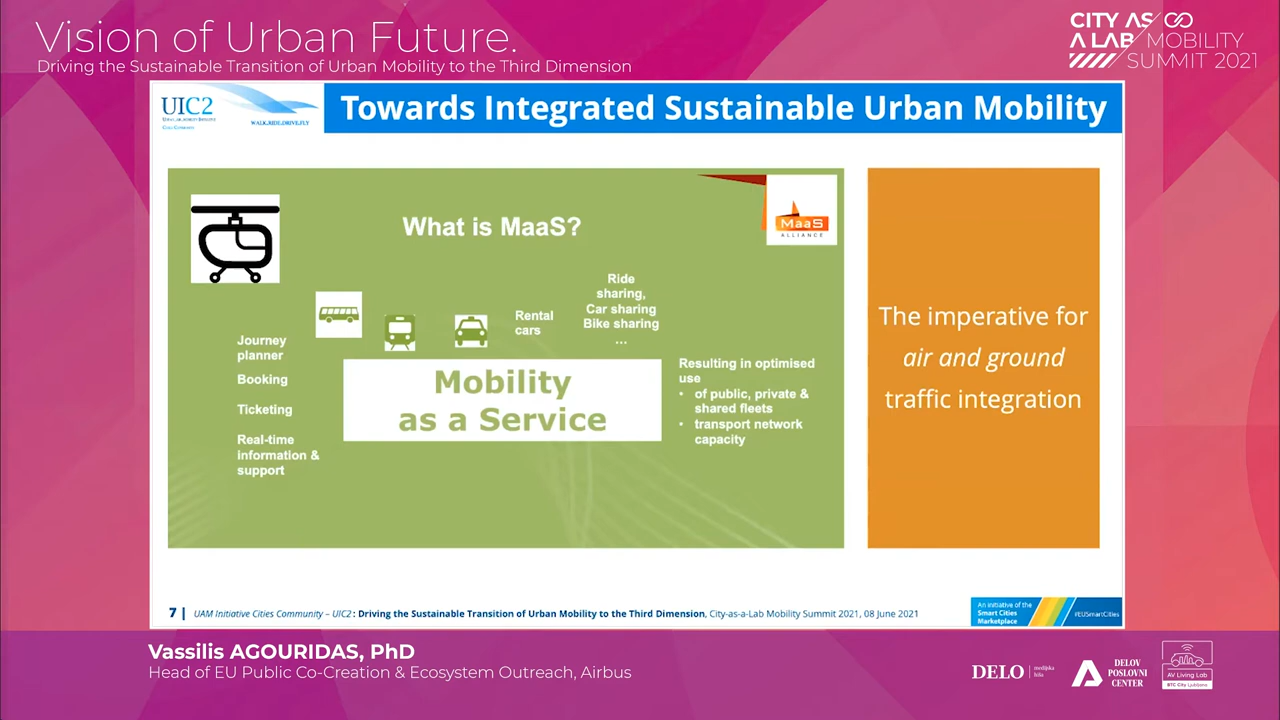 Vision of Urban Future.
Driving the Sustainable Transition of Urban Mobility to the Third Dimension
CITY AS
A LAB / MOBILITY
SUMMIT 2021
UIC2
WALK.RIDE.DRIVE.FLY
Towards Integrated Sustainable Urban Mobility
What is MaaS?
MaaS
ALLIANCE
Ride
sharing,
Car sharing
Bike sharing
...
Rental
cars
Journey
planner
Booking
Ticketing
Real-time
information &
support
Mobility
as a Service
Resulting in optimised
use
• of public, private &
shared fleets
• transport network
capacity
The imperative for
air and ground
traffic integration
7 | UAM Initiative Cities Community – UIC2: Driving the Sustainable Transition of Urban Mobility to the Third Dimension, City-as-a-Lab Mobility Summit 2021, 08 June 2021
An initiative of the
Smart Cities
Marketplace
#EUSmartCities
Vassilis AGOURIDAS, PhD
Head of EU Public Co-Creation & Ecosystem Outreach, Airbus
DELO
medijska
hiša
DELOV
POSLOVNI
CENTER
AV Living Lab
BTC City Ljubljana